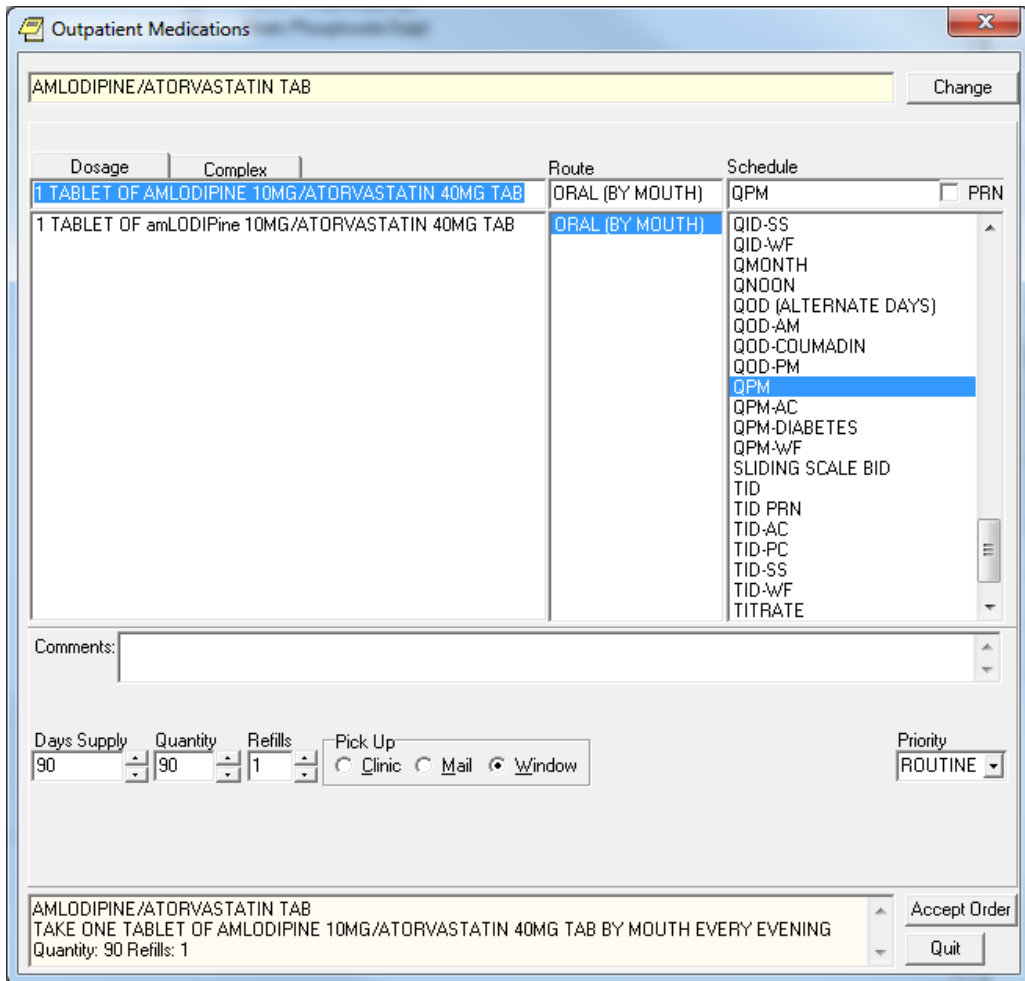 Outpatient Medications
AMLODIPINE/ATORVASTATIN TAB
Change
Dosage
Complex
Route
Schedule
1 TABLET OF AMLODIPINE 10MG/ATORVASTATIN 40MG TAB
ORAL (BY MOUTH)
QPM
PRN
1 TABLET OF amLODIPine 10MG/ATORVASTATIN 40MG TAB
ORAL (BY MOUTH)
QID-SS
QID-WF
QMONTH
QNOON
QOD (ALTERNATE DAYS)
QOD-AM
QOD-COUMADIN
QOD-PM
QPM
QPM-AC
QPM-DIABETES
QPM-WF
SLIDING SCALE BID
TID
TID PRN
TID-AC
TID-PC
TID-SS
TID-WF
TITRATE
Comments:
Days Supply
Quantity
Refills
Pick Up
Priority
90
90
1
Clinic
Mail
Window
ROUTINE
AMLODIPINE/ATORVASTATIN TAB
TAKE ONE TABLET OF AMLODIPINE 10MG/ATORVASTATIN 40MG TAB BY MOUTH EVERY EVENING
Quantity: 90 Refills: 1
Accept Order
Quit